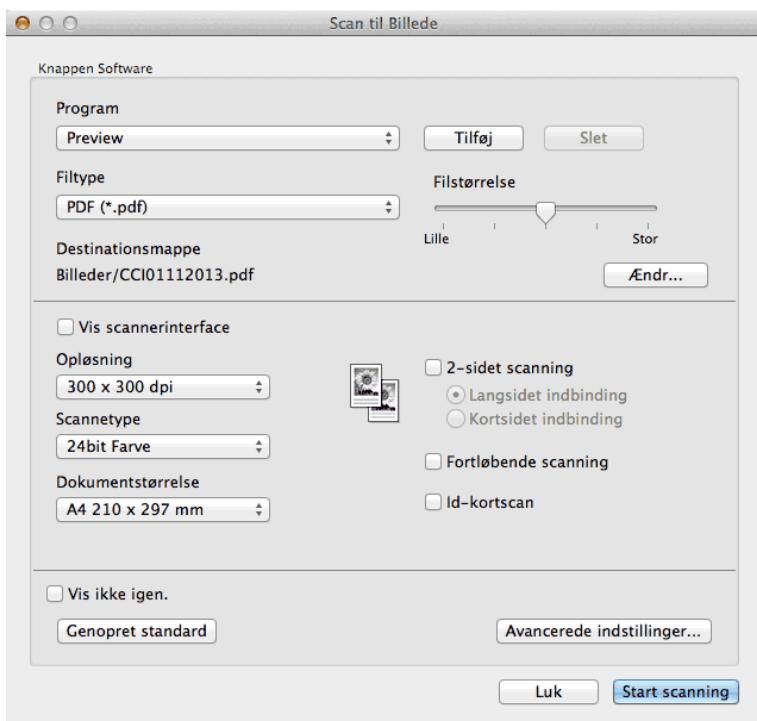 Scan til Billede
Knappen Software
Program
Preview
Tilføj
Slet
Filtype
Filstørrelse
PDF (*.pdf)
Lille
Stor
Destinationsmappe
Billeder/CCI01112013.pdf
Ændr...
Vis scannerinterface
Opløsning
2-sidet scanning
300 x 300 dpi
Langsidet indbinding
Scannetype
Kortsidet indbinding
24bit Farve
Fortløbende scanning
Dokumentstørrelse
Id-kortscan
A4 210 x 297 mm
Vis ikke igen.
Genopret standard
Avancerede indstillinger...
Luk
Start scanning